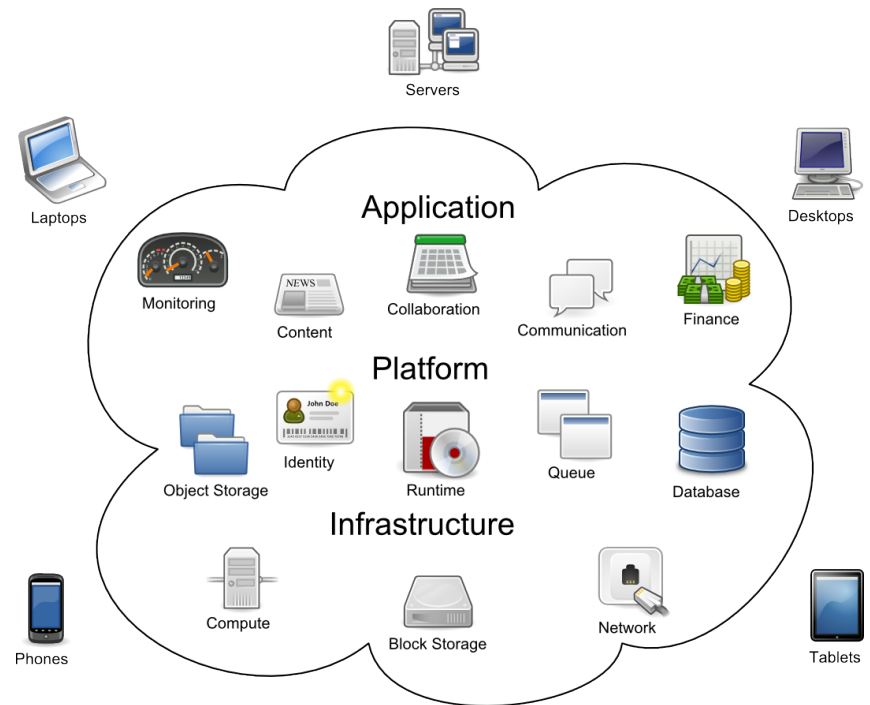 Servers
Laptops
Desktops
Application
Monitoring
NEWS
Content
Collaboration
Communication
Finance
Platform
John Doe
Object Storage
Identity
Runtime
Queue
Database
Infrastructure
Compute
Block Storage
Network
Phones
Tablets